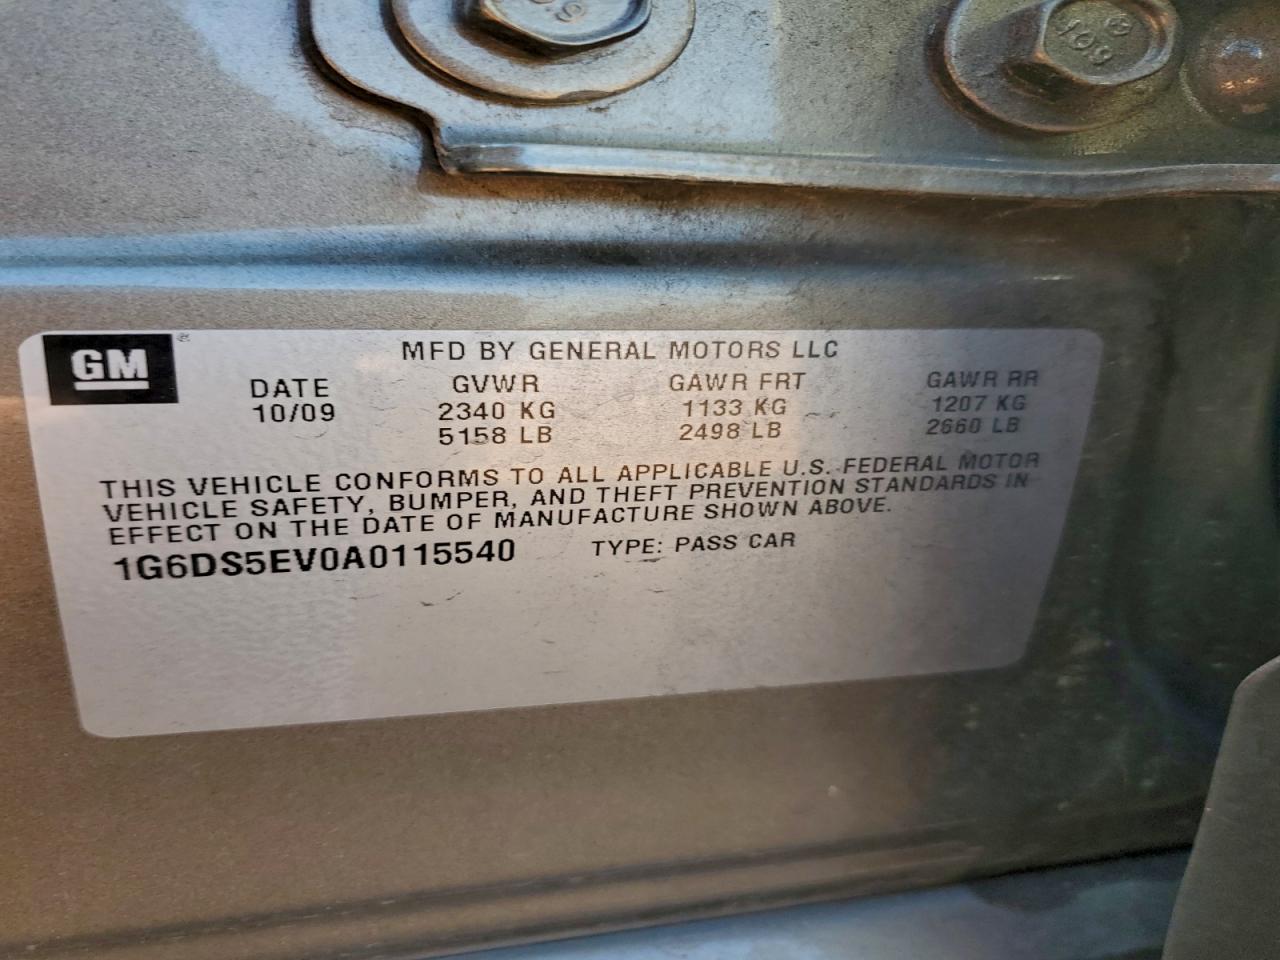 GM
MFD BY GENERAL MOTORS LLC
DATE GVWR GAWR FRT GAWR RR
10/09 2340 KG 1133 KG 1207 KG
5158 LB 2498 LB 2660 LB
THIS VEHICLE CONFORMS TO ALL APPLICABLE U.S. FEDERAL MOTOR
VEHICLE SAFETY, BUMPER, AND THEFT PREVENTION STANDARDS IN
EFFECT ON THE DATE OF MANUFACTURE SHOWN ABOVE.
1G6DS5EV0A0115540 TYPE: PASS CAR